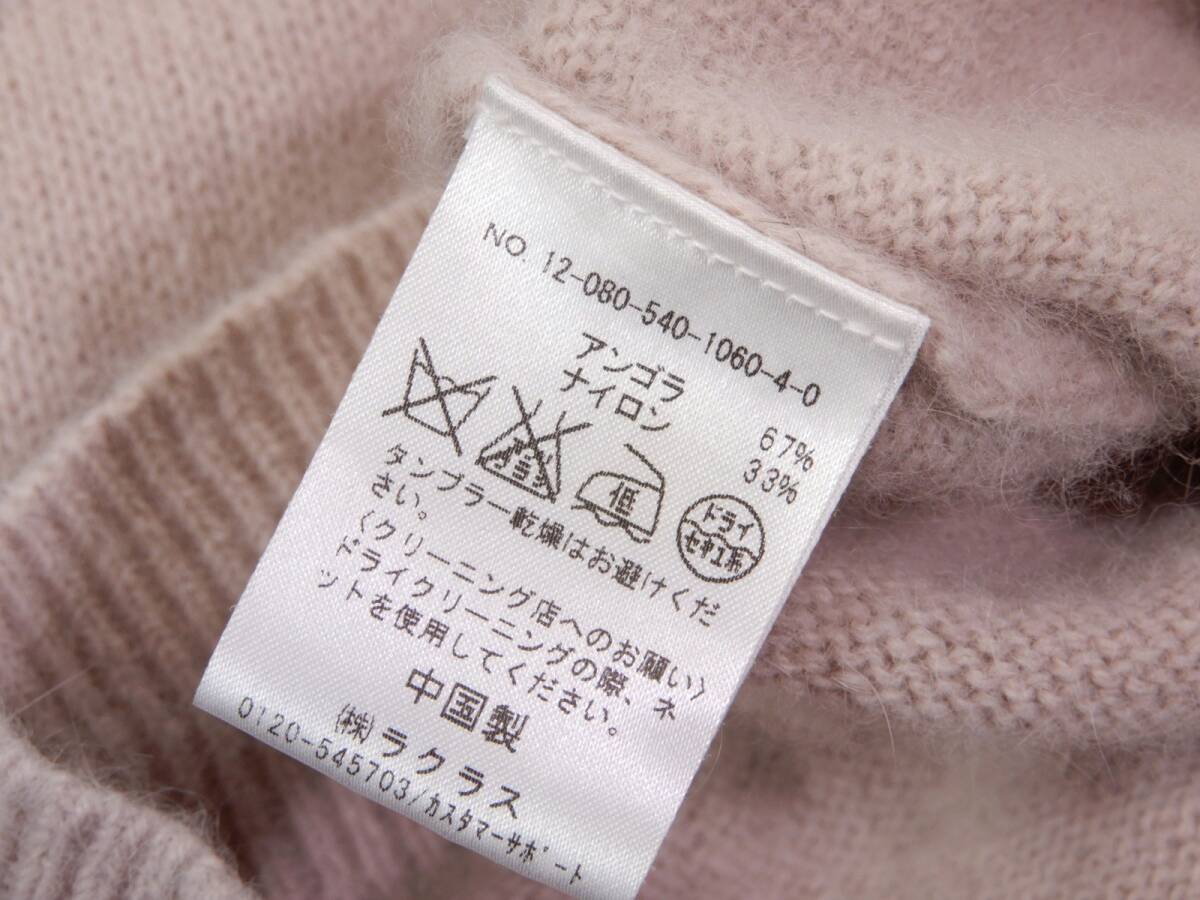 NO. 12-080-540-1060-4-0
アンゴラ 67%
ナイロン 33%
低
ドライ
セキユ系
タンブラー乾燥はお避けくだ
さい。
〈クリーニング店へのお願い〉
ドライクリーニングの際、ネ
ットを使用してください。
中国製
(株)ラクラス
0120-545703/カスタマーサポート